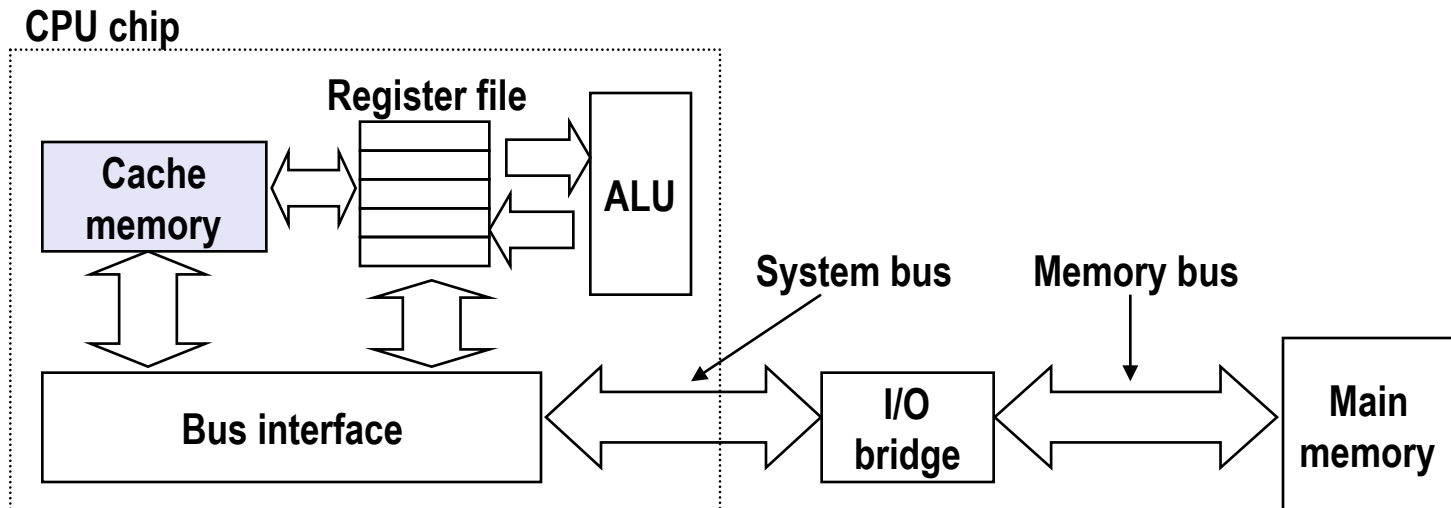 CPU chip
Register file
Cache
memory
ALU
System bus
Memory bus
Bus interface
I/O
bridge
Main
memory